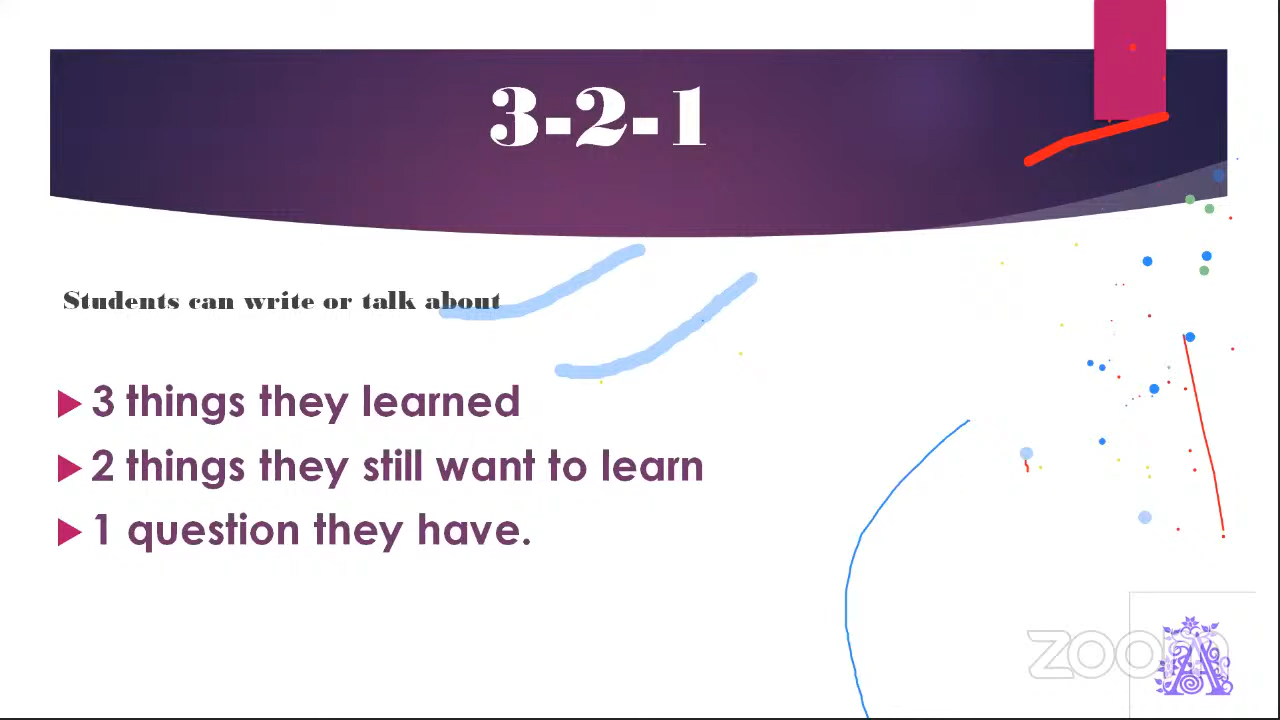 3-2-1
Students can write or talk about
3 things they learned
2 things they still want to learn
1 question they have.
zoom
A